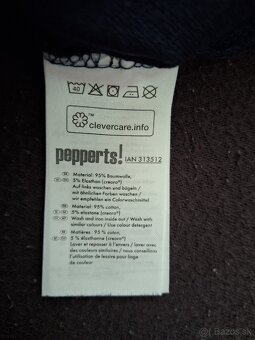 40
clevercare.info
pepperts! IAN 313512
Material: 95% Baumwolle,
5% Elasthan (creora®)
Auf links waschen und bügeln /
mit ähnlichen Farben waschen /
wir empfehlen ein Colorwaschmittel
Material: 95% cotton,
5% elastane (creora®)
Wash and iron inside out / Wash with
similar colours / Use colour detergent
Matières: 95 % coton,
5 % élasthanne (creora®)
Laver et repasser à l'envers / laver avec
des couleurs similaires / nous conseillons
l'utilisation de lessive pour linge
de couleur
bazos.sk